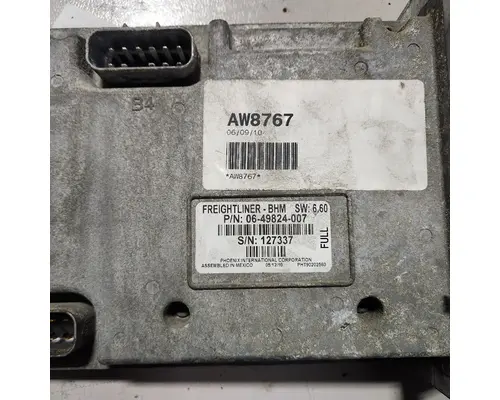 B4
AW8767
06/09/10
*AW8767*
FREIGHTLINER - BHM SW: 6.60
P/N: 06-49824-007
S/N: 127337
FULL
PHOENIX INTERNATIONAL CORPORATION
ASSEMBLED IN MEXICO